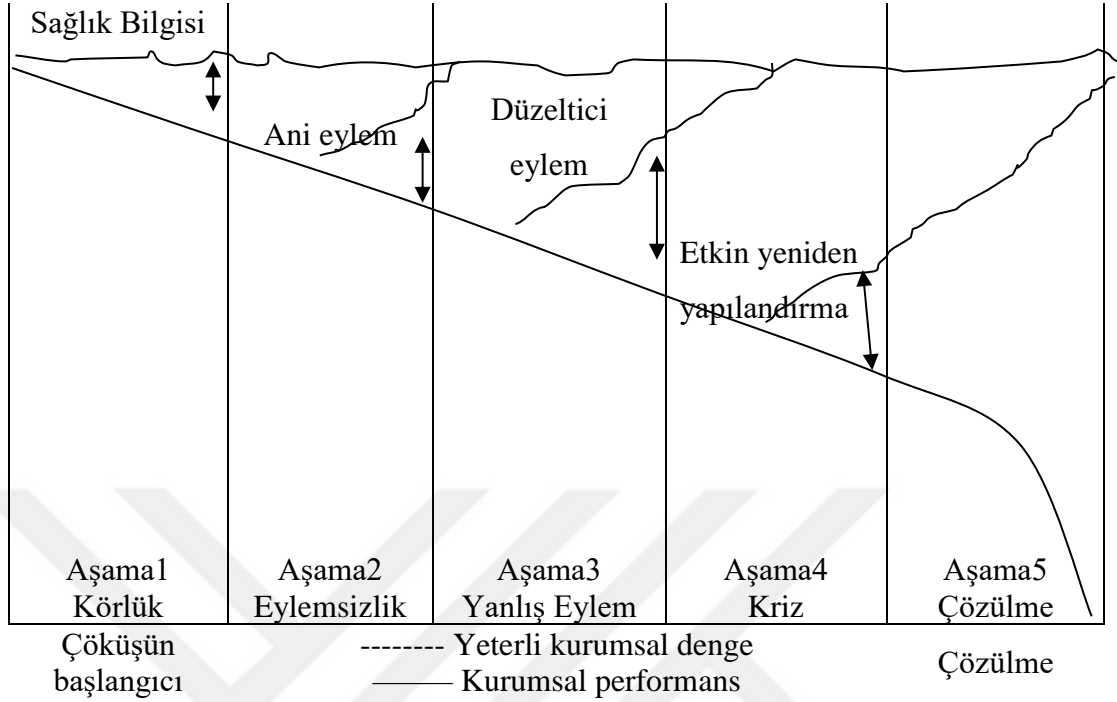 Sağlık Bilgisi
Ani eylem
Düzeltici
eylem
Etkin yeniden
yapılandırma
Aşama1
Körlük
Aşama2
Eylemsizlik
Aşama3
Yanlış Eylem
Aşama4
Kriz
Aşama5
Çözülme
Çöküşün
başlangıcı
-------- Yeterli kurumsal denge
——— Kurumsal performans
Çözülme